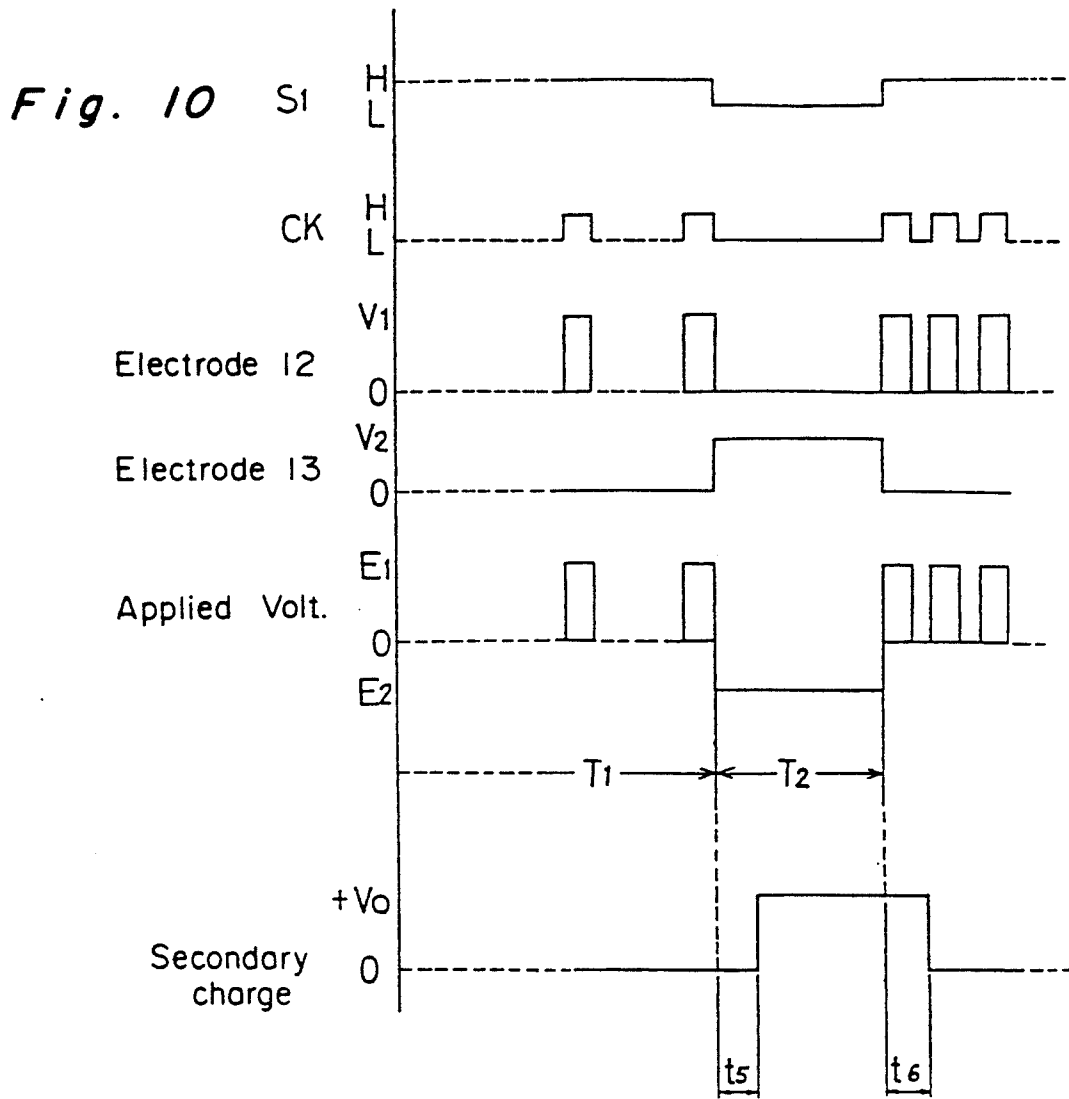 Fig. 10
S1
H
L
CK
H
L
Electrode 12
V1
0
Electrode 13
V2
0
Applied Volt.
E1
0
E2
T1
T2
Secondary
charge
+Vo
0
t5
t6